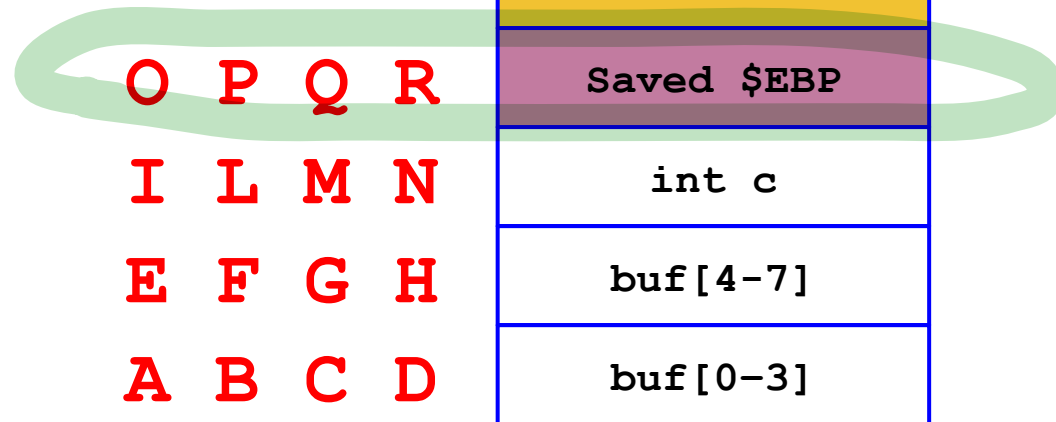 O P Q R Saved $EBP
I L M N int c
E F G H buf[4-7]
A B C D buf[0-3]